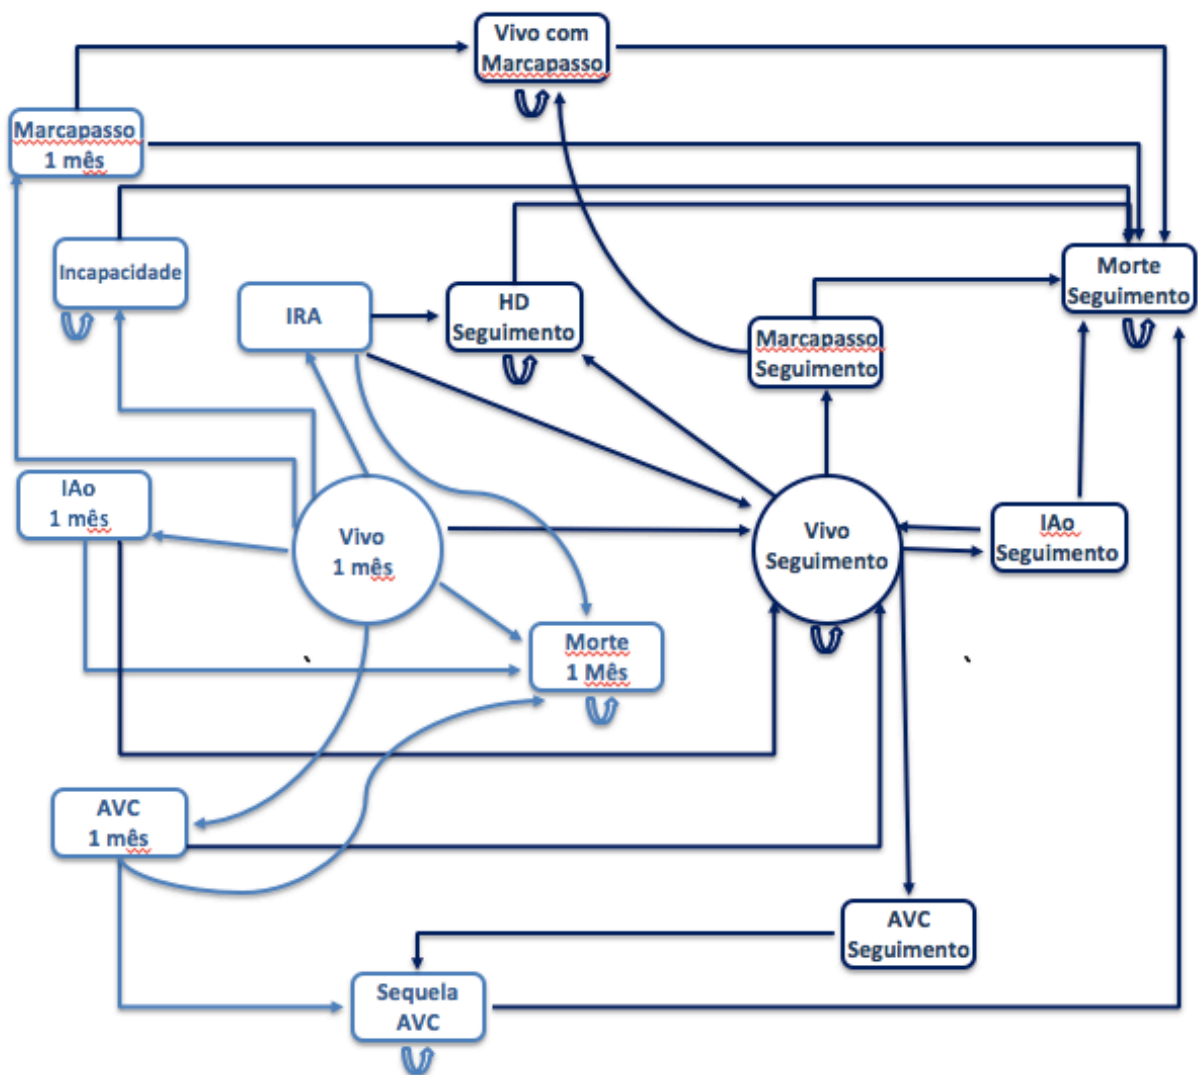 Vivo com
Marcapasso
Marcapasso
1 mês
Incapacidade
IRA
HD
Seguimento
Morte
Seguimento
Marcapasso
Seguimento
IAo
1 mês
Vivo
1 mês
Vivo
Seguimento
IAo
Seguimento
Morte
1 Mês
AVC
1 mês
AVC
Seguimento
Sequela
AVC